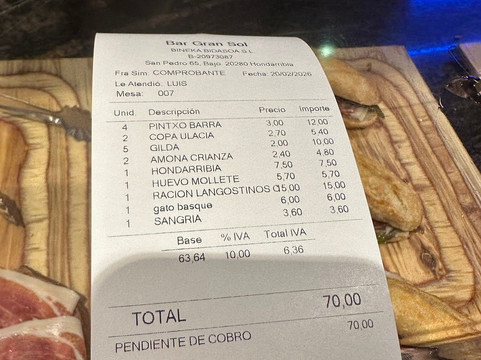 Bar Gran Sol
BINEKA BIDASOA S.L
B-20973087
San Pedro 65, Bajo. 20280 Hondarribia
Fra Sim: COMPROBANTE Fecha: 20/02/2026
Le Atendió: LUIS
Mesa: 007
Unid. Descripción Precio Importe
4 PINTXO BARRA 3,00 12,00
2 COPA ULACIA 2,70 5,40
5 GILDA 2,00 10,00
2 AMONA CRIANZA 2,40 4,80
1 HONDARRIBIA 7,50 7,50
1 HUEVO MOLLETE 5,70 5,70
1 RACION LANGOSTINOS C 15,00 15,00
1 gato basque 6,00 6,00
1 SANGRIA 3,60 3,60
Base % IVA Total IVA
63,64 10,00 6,36
TOTAL 70,00
PENDIENTE DE COBRO 70,00